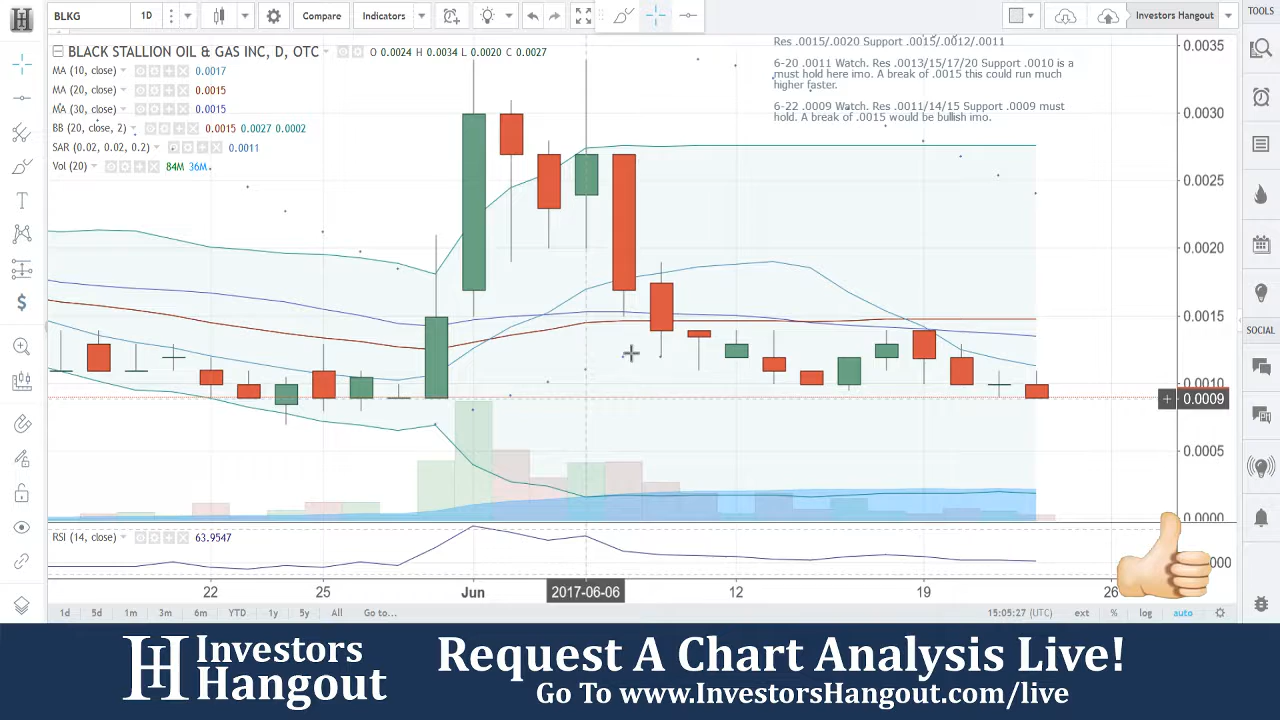 BLKG 1D Compare Indicators Investors Hangout TOOLS
BLACK STALLION OIL & GAS INC, D, OTC O 0.0024 H 0.0034 L 0.0020 C 0.0027
MA (10, close) 0.0017
MA (20, close) 0.0015
MA (30, close) 0.0015
BB (20, close, 2) 0.0015 0.0027 0.0002
SAR (0.02, 0.02, 0.2) 0.0011
Vol (20) 84M 36M
Res .0015/.0020 Support .0015/.0012/.0011
6-20 .0011 Watch. Res .0013/15/17/20 Support .0010 is a
must hold here imo. A break of .0015 this could run much
higher faster.
6-22 .0009 Watch. Res .0011/14/15 Support .0009 must
hold. A break of .0015 would be bullish imo.
0.0035
0.0030
0.0025
0.0020
0.0015
0.0010
0.0009
0.0005
0.0000
SOCIAL
RSI (14, close) 63.9547
22 25 Jun 2017-06-06 12 19 26
1d 5d 1m 3m 6m YTD 1y 5y All Go to... 15:05:27 (UTC) ext % log auto
Investors
Hangout
Request A Chart Analysis Live!
Go To www.InvestorsHangout.com/live